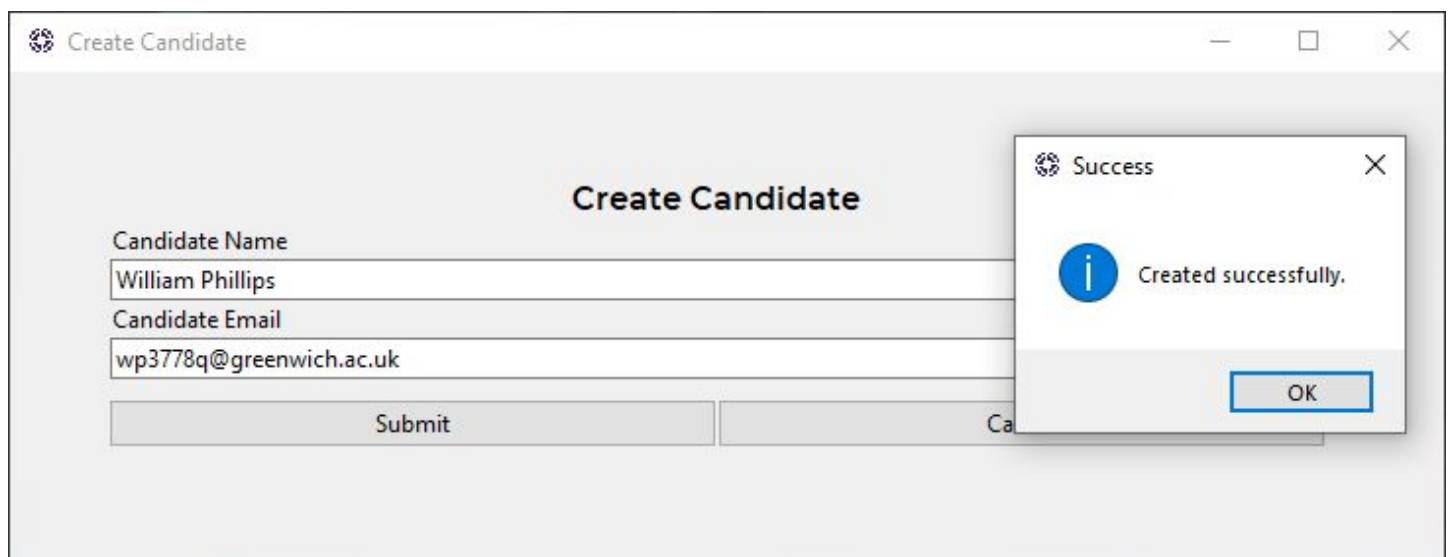 Create Candidate
Success
Create Candidate
Created successfully.
Candidate Name
William Phillips
Candidate Email
wp3778q@greenwich.ac.uk
OK
Submit